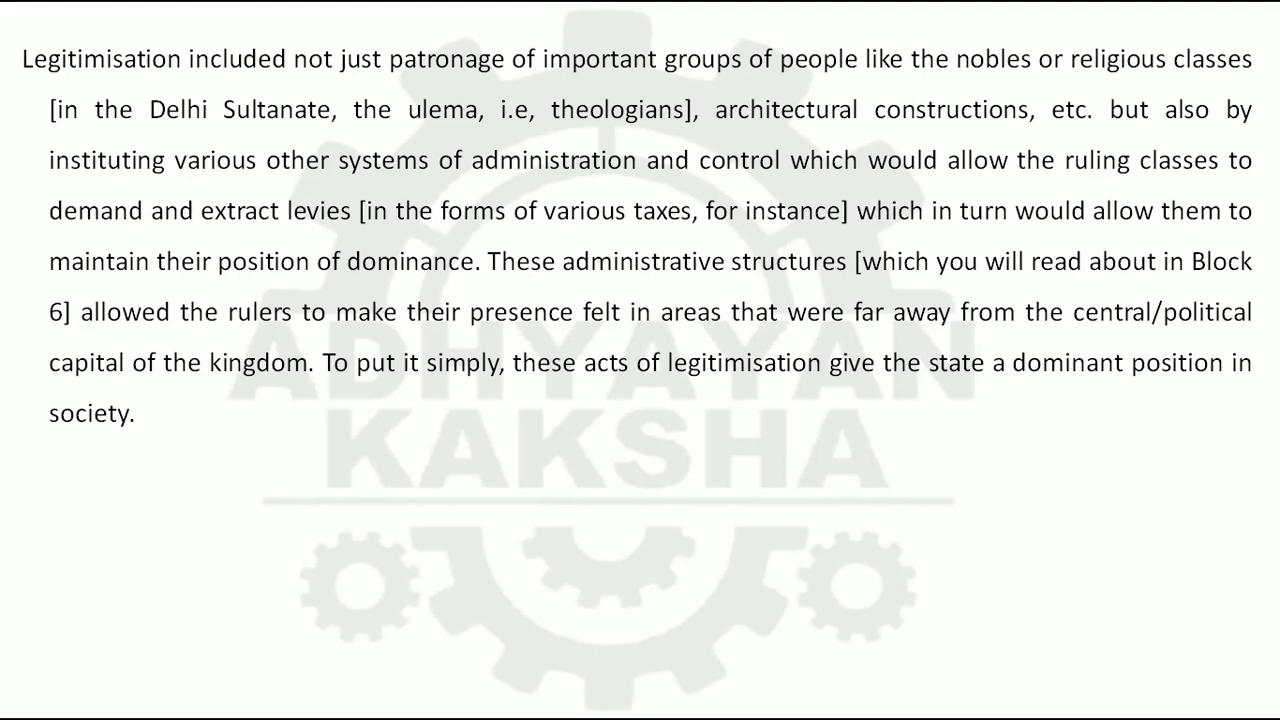 Legitimisation included not just patronage of important groups of people like the nobles or religious classes
[in the Delhi Sultanate, the ulema, i.e, theologians], architectural constructions, etc. but also by
instituting various other systems of administration and control which would allow the ruling classes to
demand and extract levies [in the forms of various taxes, for instance] which in turn would allow them to
maintain their position of dominance. These administrative structures [which you will read about in Block
6] allowed the rulers to make their presence felt in areas that were far away from the central/political
capital of the kingdom. To put it simply, these acts of legitimisation give the state a dominant position in
society.
ADHYAYAN
KAKSHA